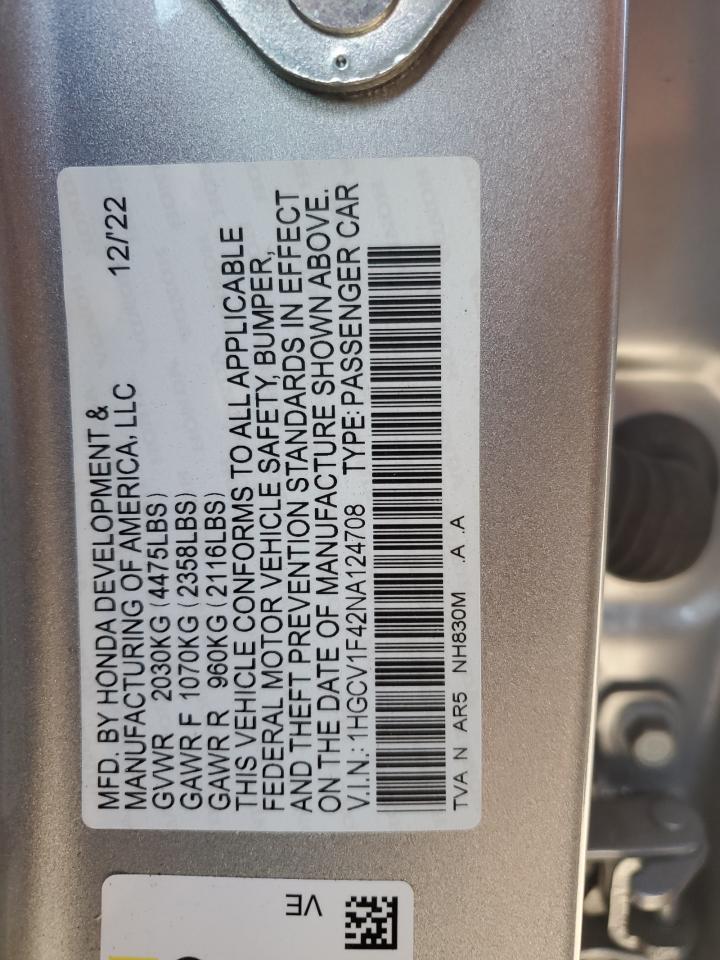 MFD. BY HONDA DEVELOPMENT & 12/'22
MANUFACTURING OF AMERICA, LLC
GVWR 2030KG (4475LBS)
GAWR F 1070KG (2358LBS)
GAWR R 960KG (2116LBS)
THIS VEHICLE CONFORMS TO ALL APPLICABLE
FEDERAL MOTOR VEHICLE SAFETY, BUMPER,
AND THEFT PREVENTION STANDARDS IN EFFECT
ON THE DATE OF MANUFACTURE SHOWN ABOVE.
V.I.N.: 1HGCV1F42NA124708 TYPE: PASSENGER CAR
TVA N AR5 NH830M .A .A
VE